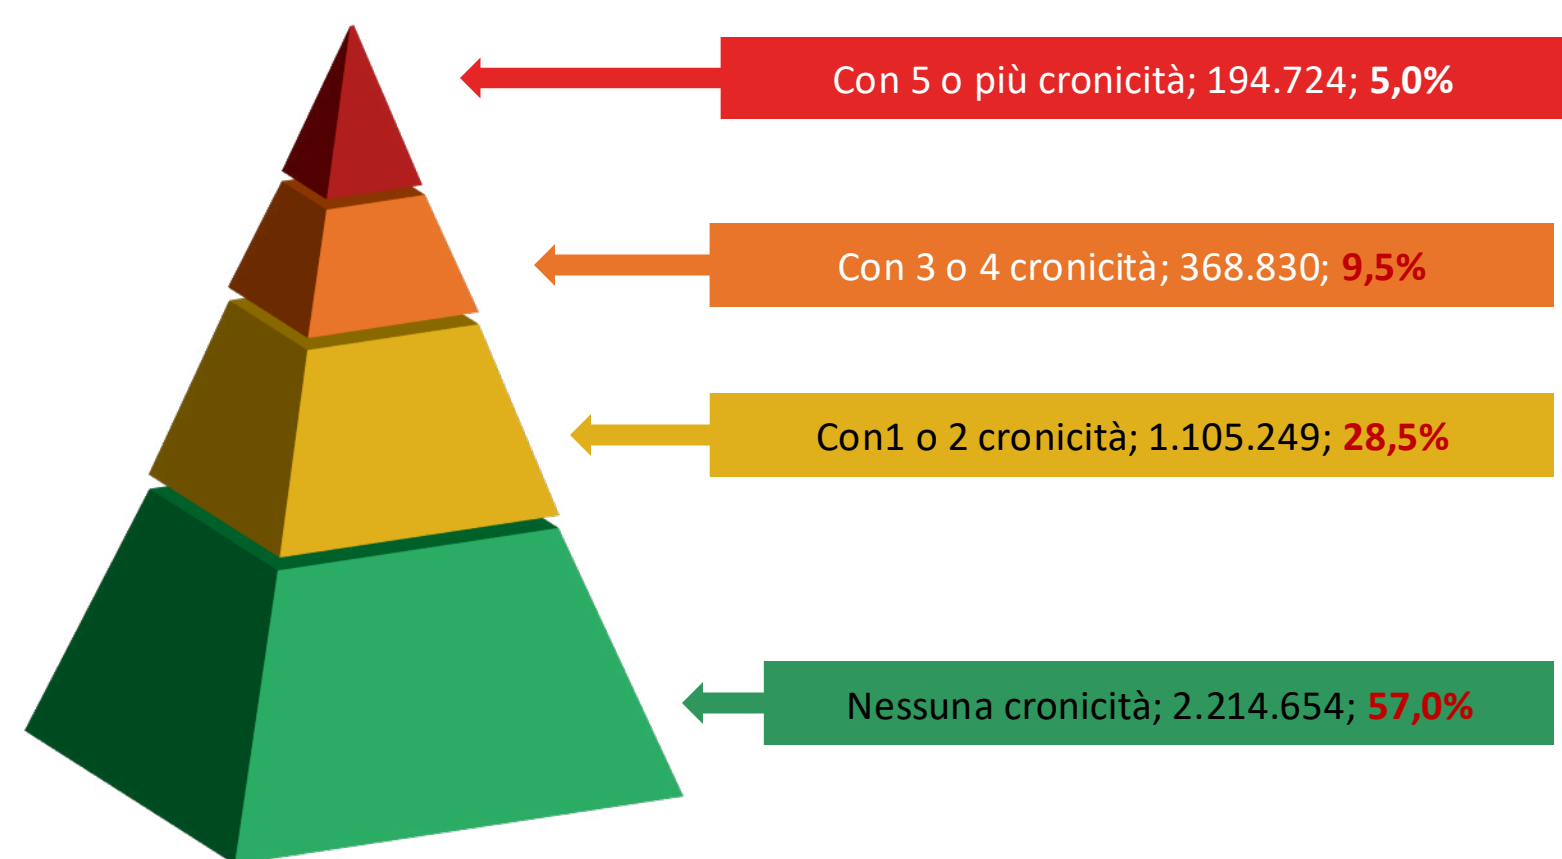 Con 5 o più cronicità; 194.724; 5,0%
Con 3 o 4 cronicità; 368.830; 9,5%
Con1 o 2 cronicità; 1.105.249; 28,5%
Nessuna cronicità; 2.214.654; 57,0%